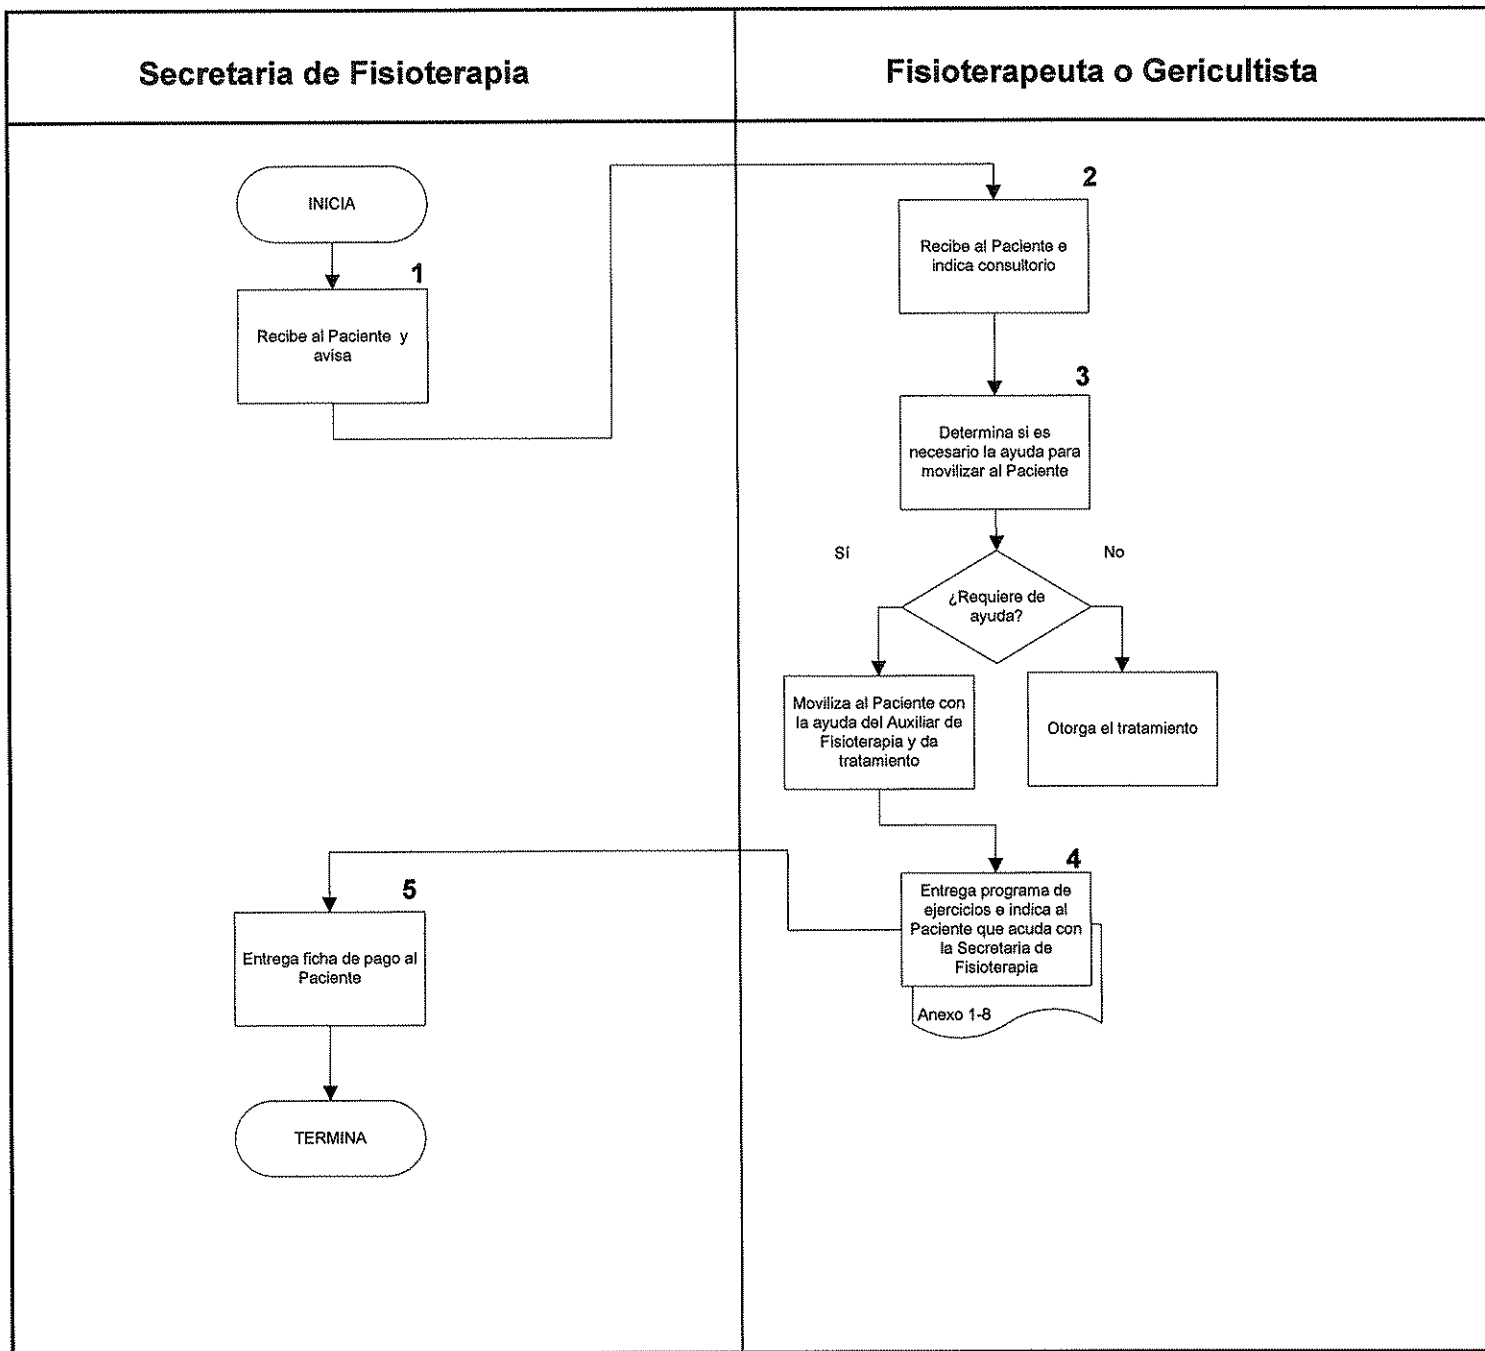 Secretaria de Fisioterapia
Fisioterapeuta o Gericultista
INICIA
1
Recibe al Paciente y
avisa
2
Recibe al Paciente e
indica consultorio
3
Determina si es
necesario la ayuda para
movilizar al Paciente
Sí
No
¿Requiere de
ayuda?
Moviliza al Paciente con
la ayuda del Auxiliar de
Fisioterapia y da
tratamiento
Otorga el tratamiento
4
Entrega programa de
ejercicios e indica al
Paciente que acuda con
la Secretaria de
Fisioterapia
Anexo 1-8
5
Entrega ficha de pago al
Paciente
TERMINA